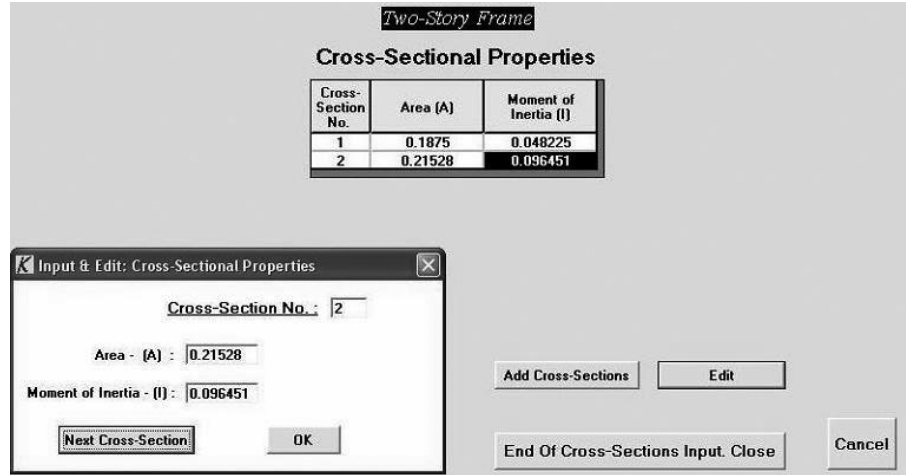 Two-Story Frame
Cross-Sectional Properties
Cross-Section No. Area (A) Moment of Inertia (I)
1 0.1875 0.048225
2 0.21528 0.096451
Input & Edit: Cross-Sectional Properties
Cross-Section No. : 2
Area - (A) : 0.21528
Moment of Inertia - (I) : 0.096451
Next Cross-Section OK
Add Cross-Sections Edit
End Of Cross-Sections Input. Close Cancel